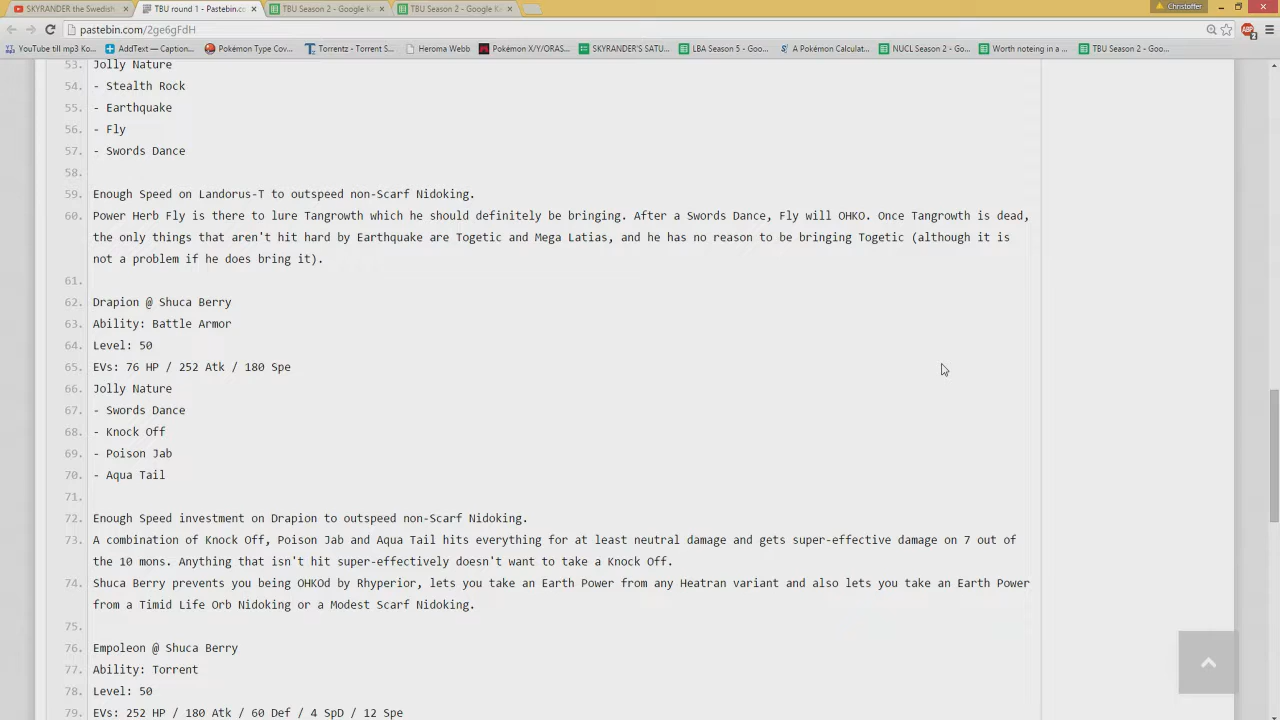 SKYRANDER the Swedish
TBU round 1 - Pastebin.co
TBU Season 2 - Google K
TBU Season 2 - Google K
Christoffer
pastebin.com/2ge6gFdH
YouTube till mp3 Ko...
AddText — Caption...
Pokémon Type Cov...
Torrentz - Torrent S...
Heroma Webb
Pokémon X/Y/ORAS...
SKYRANDER'S SATU...
LBA Season 5 - Goo...
A Pokémon Calculat...
NUCL Season 2 - Go...
Worth noteing in a ...
TBU Season 2 - Goo...
53. Jolly Nature
54. - Stealth Rock
55. - Earthquake
56. - Fly
57. - Swords Dance
58.
59. Enough Speed on Landorus-T to outspeed non-Scarf Nidoking.
60. Power Herb Fly is there to lure Tangrowth which he should definitely be bringing. After a Swords Dance, Fly will OHKO. Once Tangrowth is dead,
the only things that aren't hit hard by Earthquake are Togetic and Mega Latias, and he has no reason to be bringing Togetic (although it is
not a problem if he does bring it).
61.
62. Drapion @ Shuca Berry
63. Ability: Battle Armor
64. Level: 50
65. EVs: 76 HP / 252 Atk / 180 Spe
66. Jolly Nature
67. - Swords Dance
68. - Knock Off
69. - Poison Jab
70. - Aqua Tail
71.
72. Enough Speed investment on Drapion to outspeed non-Scarf Nidoking.
73. A combination of Knock Off, Poison Jab and Aqua Tail hits everything for at least neutral damage and gets super-effective damage on 7 out of
the 10 mons. Anything that isn't hit super-effectively doesn't want to take a Knock Off.
74. Shuca Berry prevents you being OHKOd by Rhyperior, lets you take an Earth Power from any Heatran variant and also lets you take an Earth Power
from a Timid Life Orb Nidoking or a Modest Scarf Nidoking.
75.
76. Empoleon @ Shuca Berry
77. Ability: Torrent
78. Level: 50
79. EVs: 252 HP / 180 Atk / 60 Def / 4 SpD / 12 Spe